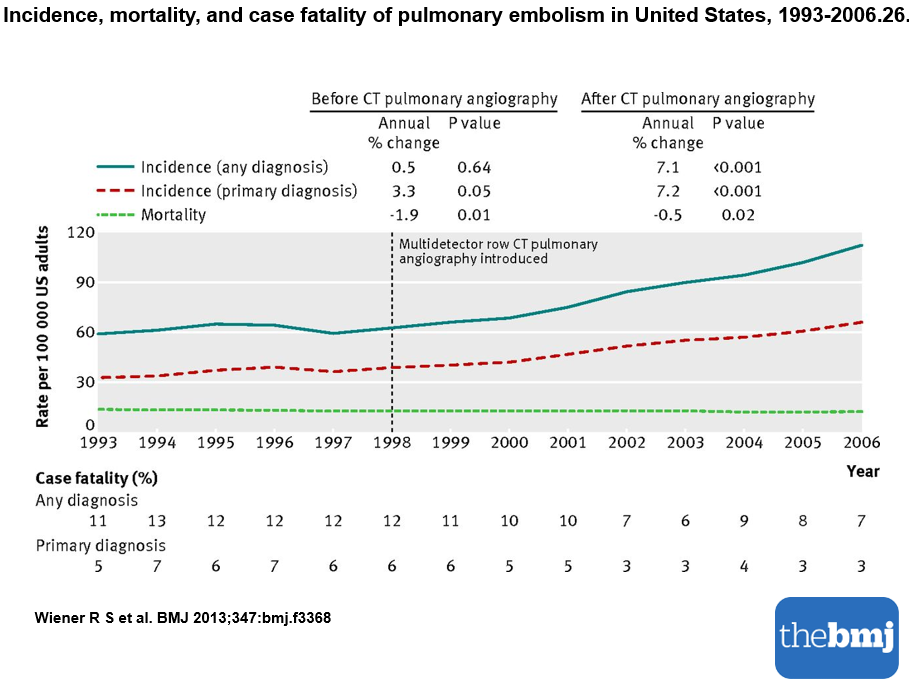 Incidence, mortality, and case fatality of pulmonary embolism in United States, 1993-2006.26.
Before CT pulmonary angiography After CT pulmonary angiography
Annual P value Annual P value
% change % change
Incidence (any diagnosis) 0.5 0.64 7.1 <0.001
Incidence (primary diagnosis) 3.3 0.05 7.2 <0.001
Mortality -1.9 0.01 -0.5 0.02
Rate per 100 000 US adults
120
90
60
30
0
Multidetector row CT pulmonary
angiography introduced
1993 1994 1995 1996 1997 1998 1999 2000 2001 2002 2003 2004 2005 2006
Year
Case fatality (%)
Any diagnosis
11 13 12 12 12 12 11 10 10 7 6 9 8 7
Primary diagnosis
5 7 6 7 6 6 6 5 5 3 3 4 3 3
Wiener R S et al. BMJ 2013;347:bmj.f3368
thebmj